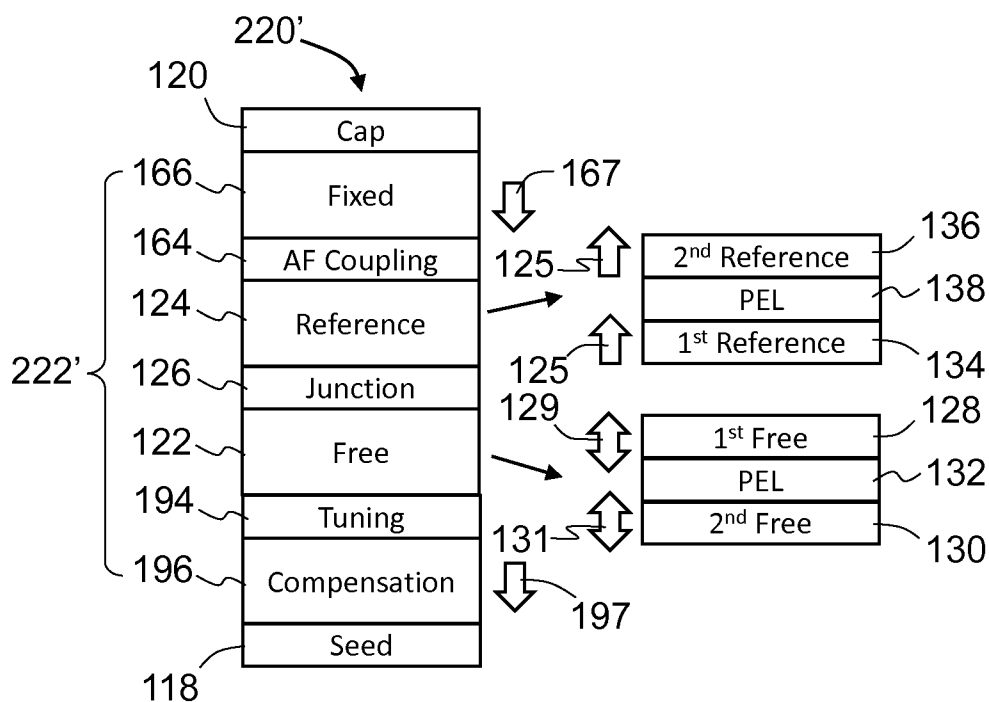 220'
120
Cap
166
Fixed
167
164
AF Coupling
125
2nd Reference
136
124
Reference
PEL
138
222'
125
1st Reference
134
126
Junction
129
1st Free
128
122
Free
PEL
132
194
Tuning
131
2nd Free
130
196
Compensation
197
118
Seed